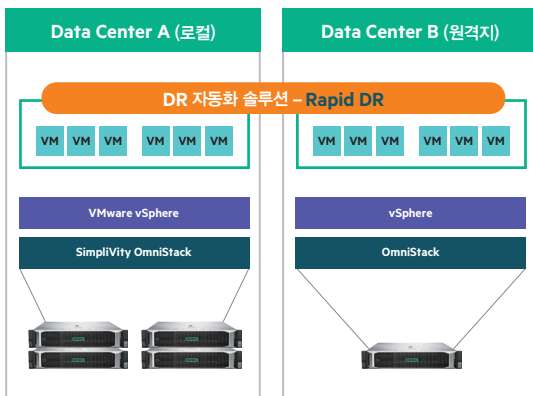 Data Center A (로컬)
Data Center B (원격지)
DR 자동화 솔루션 – Rapid DR
VM VM VM VM VM VM
VM VM VM VM VM VM
VMware vSphere
vSphere
SimpliVity OmniStack
OmniStack